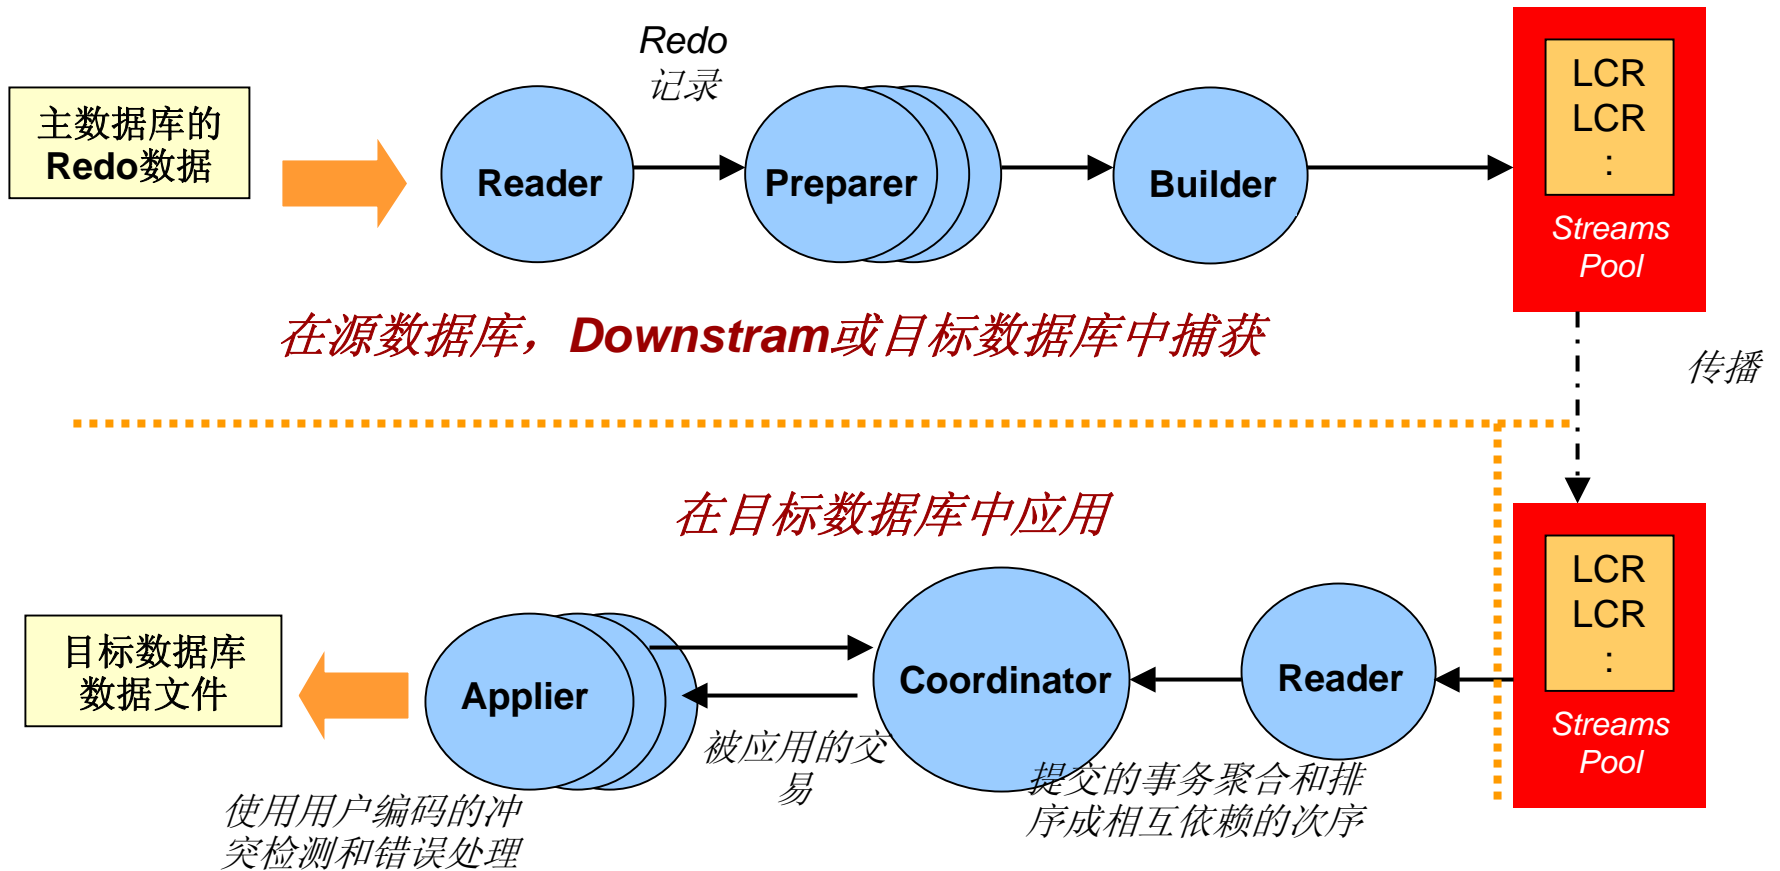 Redo
记录
主数据库的
Redo数据
Reader
Preparer
Builder
LCR
LCR
:
Streams
Pool
在源数据库，Downstram或目标数据库中捕获
传播
在目标数据库中应用
目标数据库
数据文件
Applier
Coordinator
Reader
LCR
LCR
:
Streams
Pool
被应用的交
易
提交的事务聚合和排
序成相互依赖的次序
使用用户编码的冲
突检测和错误处理